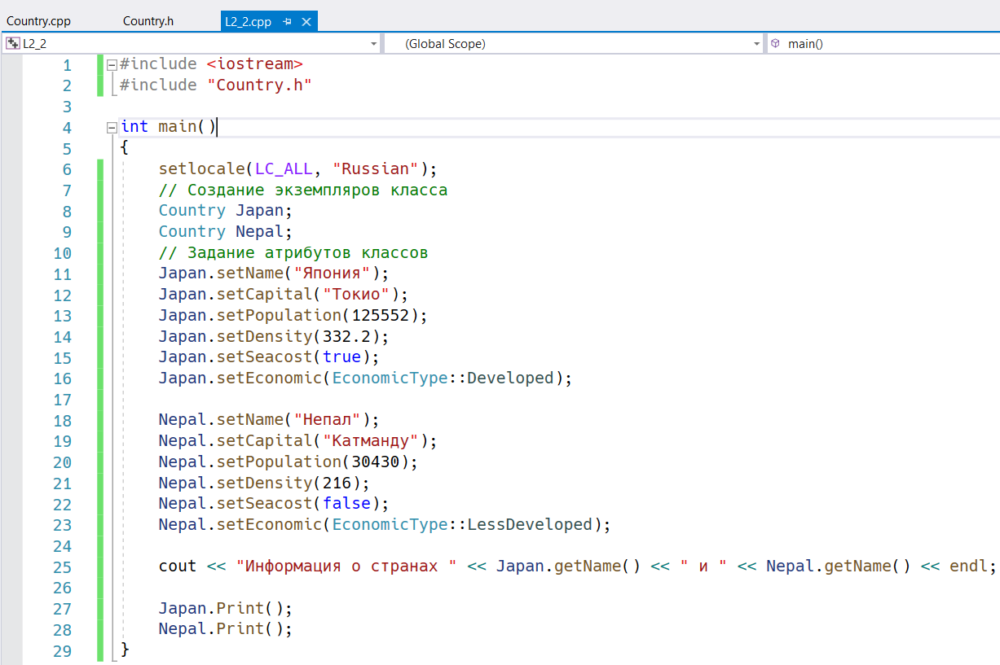 Country.cpp Country.h L2_2.cpp
L2_2 (Global Scope) main()
1 #include <iostream>
2 #include "Country.h"
3
4 int main()
5 {
6 setlocale(LC_ALL, "Russian");
7 // Создание экземпляров класса
8 Country Japan;
9 Country Nepal;
10 // Задание атрибутов классов
11 Japan.setName("Япония");
12 Japan.setCapital("Токио");
13 Japan.setPopulation(125552);
14 Japan.setDensity(332.2);
15 Japan.setSeacost(true);
16 Japan.setEconomic(EconomicType::Developed);
17
18 Nepal.setName("Непал");
19 Nepal.setCapital("Катманду");
20 Nepal.setPopulation(30430);
21 Nepal.setDensity(216);
22 Nepal.setSeacost(false);
23 Nepal.setEconomic(EconomicType::LessDeveloped);
24
25 cout << "Информация о странах " << Japan.getName() << " и " << Nepal.getName() << endl;
26
27 Japan.Print();
28 Nepal.Print();
29 }